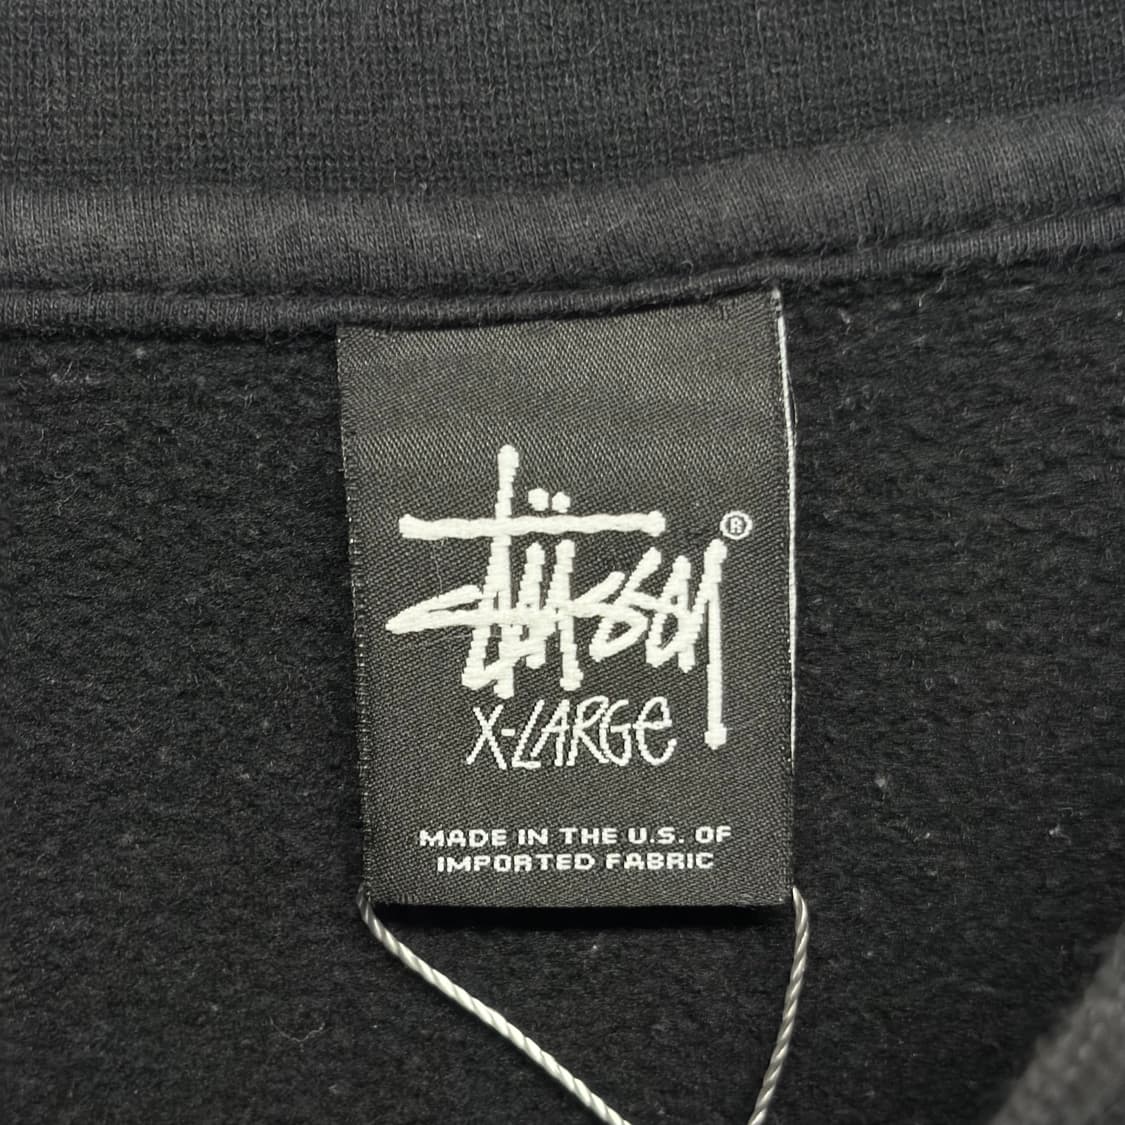 Stüssy ®
X-LARGe
MADE IN THE U.S. OF
IMPORTED FABRIC